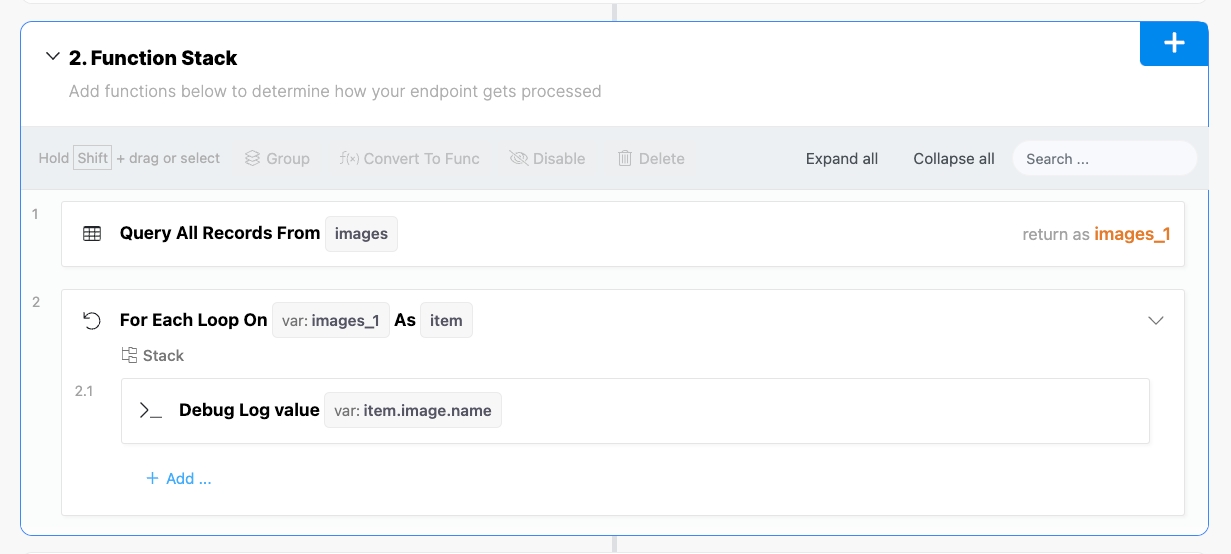 2. Function Stack
Add functions below to determine how your endpoint gets processed
Hold Shift + drag or select Group f(x) Convert To Func Disable Delete Expand all Collapse all Search ...
1
Query All Records From images return as images_1
2
For Each Loop On var: images_1 As item
Stack
2.1
Debug Log value var: item.image.name
+ Add ...